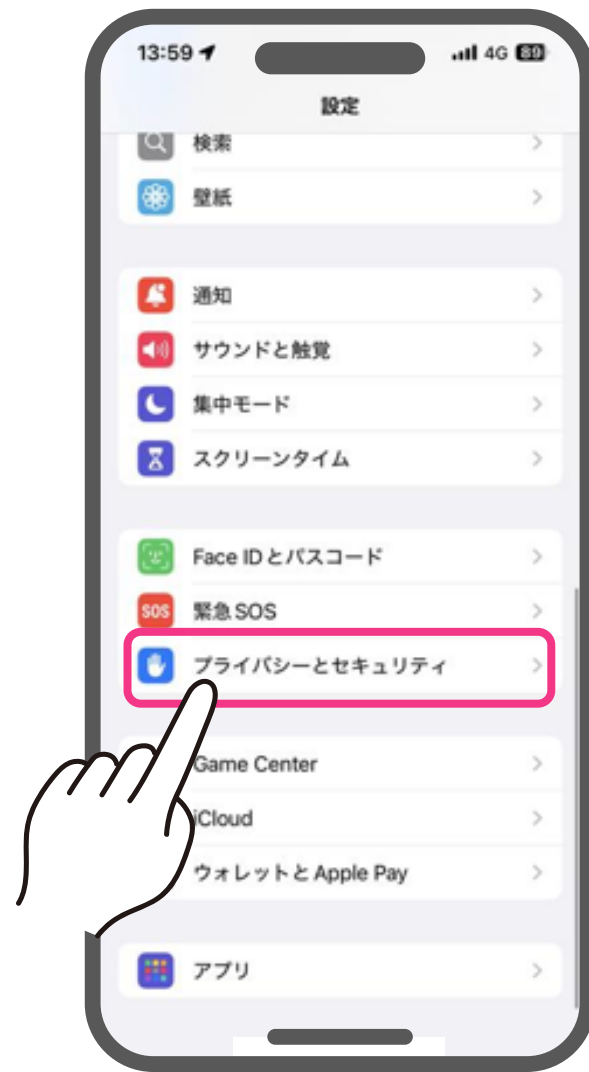 13:59
4G 89
設定
検索
壁紙
通知
サウンドと触覚
集中モード
スクリーンタイム
Face IDとパスコード
SOS 緊急SOS
プライバシーとセキュリティ
Game Center
iCloud
ウォレットとApple Pay
アプリ